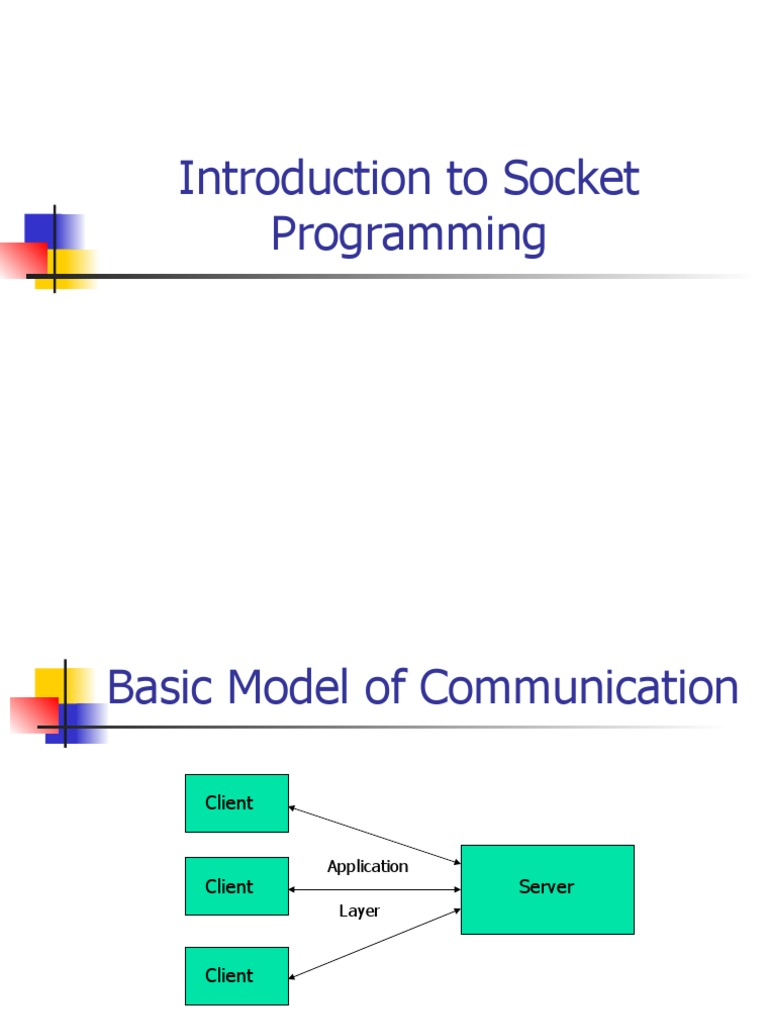 Introduction to Socket
Programming
Basic Model of Communication
Client
Application
Client
Server
Layer
Client